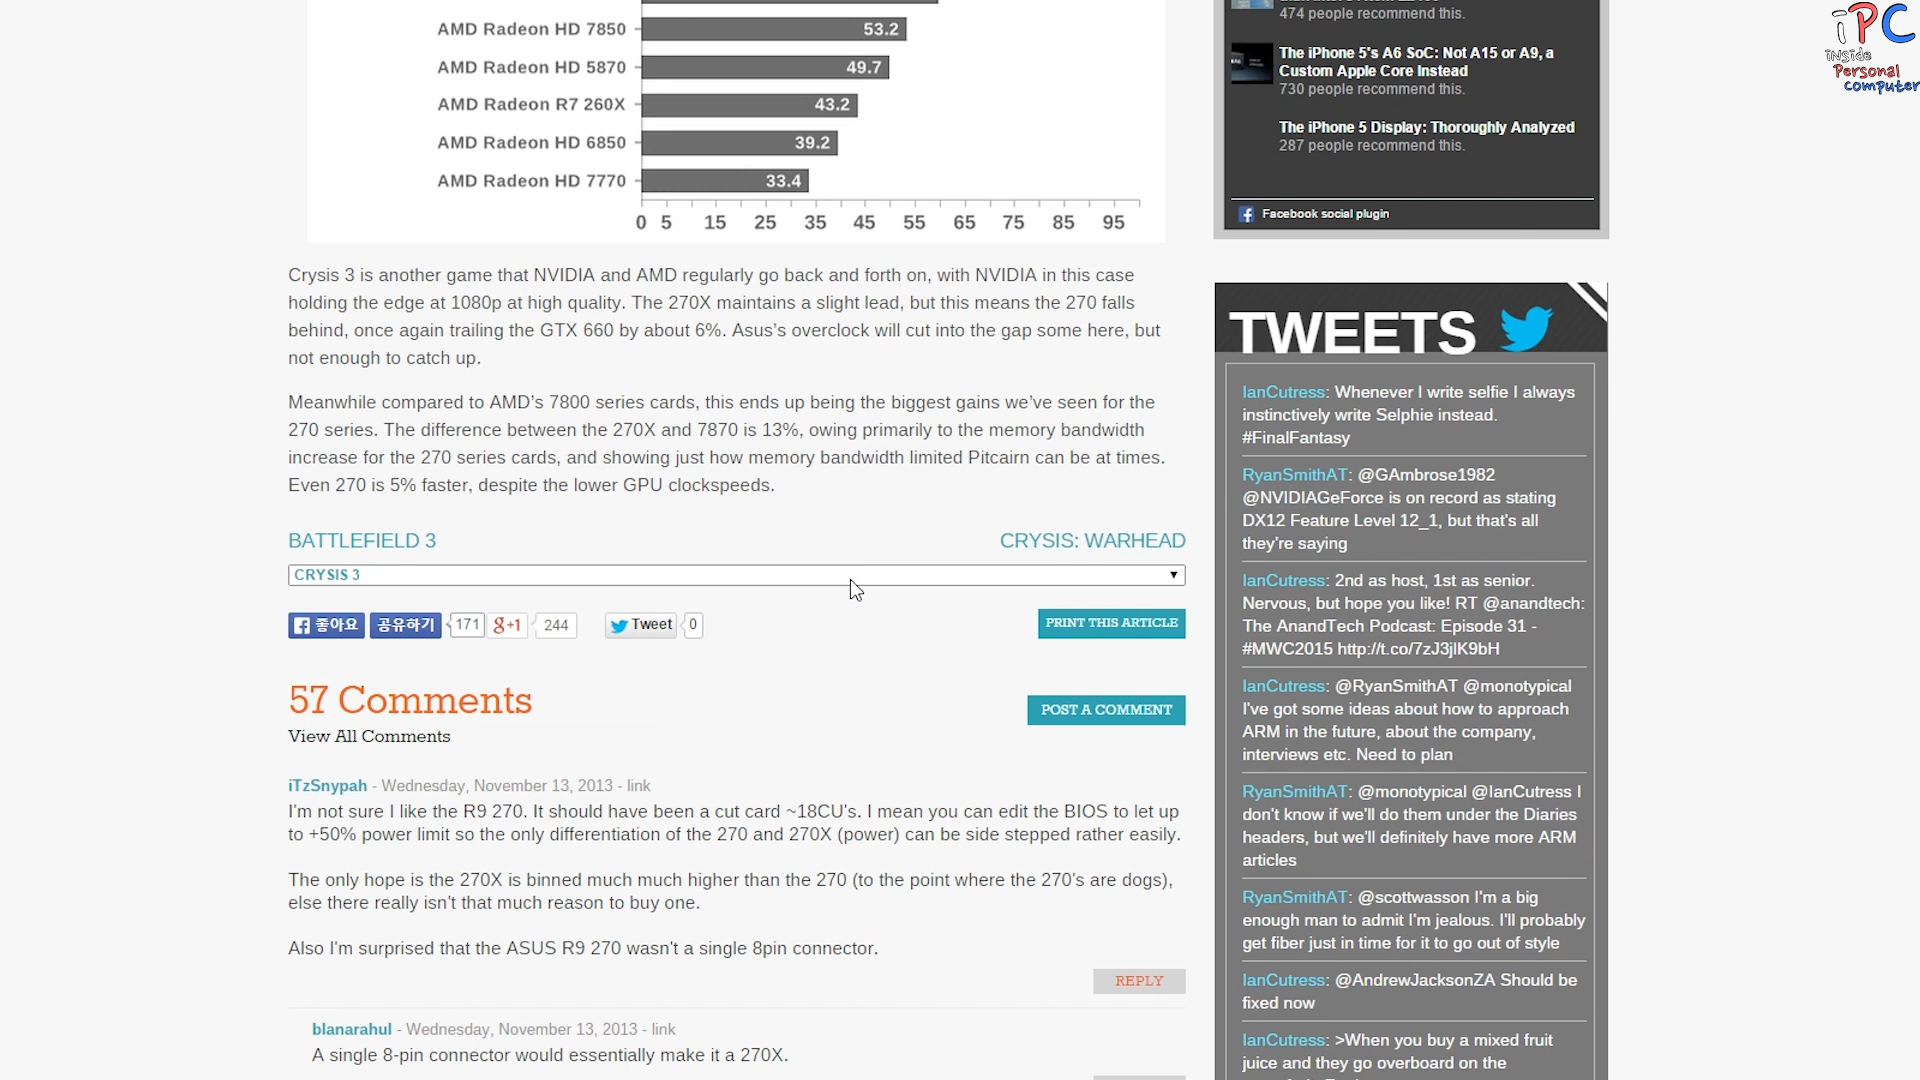 AMD Radeon HD 7850 53.2
AMD Radeon HD 5870 49.7
AMD Radeon R7 260X 43.2
AMD Radeon HD 6850 39.2
AMD Radeon HD 7770 33.4
0 5 15 25 35 45 55 65 75 85 95
Crysis 3 is another game that NVIDIA and AMD regularly go back and forth on, with NVIDIA in this case
holding the edge at 1080p at high quality. The 270X maintains a slight lead, but this means the 270 falls
behind, once again trailing the GTX 660 by about 6%. Asus's overclock will cut into the gap some here, but
not enough to catch up.
Meanwhile compared to AMD's 7800 series cards, this ends up being the biggest gains we've seen for the
270 series. The difference between the 270X and 7870 is 13%, owing primarily to the memory bandwidth
increase for the 270 series cards, and showing just how memory bandwidth limited Pitcairn can be at times.
Even 270 is 5% faster, despite the lower GPU clockspeeds.
BATTLEFIELD 3
CRYSIS: WARHEAD
CRYSIS 3
좋아요 공유하기 171 g+1 244 Tweet 0
PRINT THIS ARTICLE
57 Comments
POST A COMMENT
View All Comments
iTzSnypah - Wednesday, November 13, 2013 - link
I'm not sure I like the R9 270. It should have been a cut card ~18CU's. I mean you can edit the BIOS to let up
to +50% power limit so the only differentiation of the 270 and 270X (power) can be side stepped rather easily.
The only hope is the 270X is binned much much higher than the 270 (to the point where the 270's are dogs),
else there really isn't that much reason to buy one.
Also I'm surprised that the ASUS R9 270 wasn't a single 8pin connector.
REPLY
blanarahul - Wednesday, November 13, 2013 - link
A single 8-pin connector would essentially make it a 270X.
474 people recommend this.
The iPhone 5's A6 SoC: Not A15 or A9, a
Custom Apple Core Instead
730 people recommend this.
The iPhone 5 Display: Thoroughly Analyzed
287 people recommend this.
Facebook social plugin
TWEETS
IanCutress: Whenever I write selfie I always
instinctively write Selphie instead.
#FinalFantasy
RyanSmithAT: @GAmbrose1982
@NVIDIAGeForce is on record as stating
DX12 Feature Level 12_1, but that's all
they're saying
IanCutress: 2nd as host, 1st as senior.
Nervous, but hope you like! RT @anandtech:
The AnandTech Podcast: Episode 31 -
#MWC2015 http://t.co/7zJ3jlK9bH
IanCutress: @RyanSmithAT @monotypical
I've got some ideas about how to approach
ARM in the future, about the company,
interviews etc. Need to plan
RyanSmithAT: @monotypical @IanCutress I
don't know if we'll do them under the Diaries
headers, but we'll definitely have more ARM
articles
RyanSmithAT: @scottwasson I'm a big
enough man to admit I'm jealous. I'll probably
get fiber just in time for it to go out of style
IanCutress: @AndrewJacksonZA Should be
fixed now
IanCutress: >When you buy a mixed fruit
juice and they go overboard on the
iPC
iNside
Personal
Computer